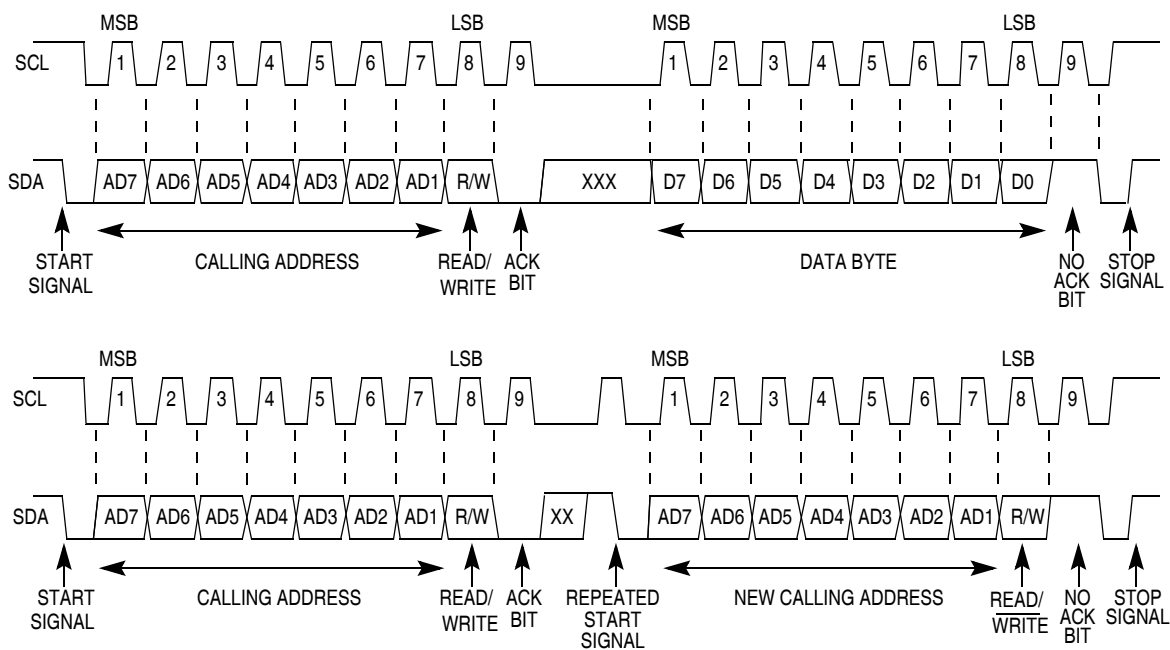 MSB LSB MSB LSB
SCL 1 2 3 4 5 6 7 8 9 1 2 3 4 5 6 7 8 9
SDA AD7 AD6 AD5 AD4 AD3 AD2 AD1 R/W XXX D7 D6 D5 D4 D3 D2 D1 D0
START SIGNAL
CALLING ADDRESS
READ/
WRITE
ACK
BIT
DATA BYTE
NO
ACK
BIT
STOP
SIGNAL
MSB LSB MSB LSB
SCL 1 2 3 4 5 6 7 8 9 1 2 3 4 5 6 7 8 9
SDA AD7 AD6 AD5 AD4 AD3 AD2 AD1 R/W XX AD7 AD6 AD5 AD4 AD3 AD2 AD1 R/W
START
SIGNAL
CALLING ADDRESS
READ/
WRITE
ACK
BIT
REPEATED
START
SIGNAL
NEW CALLING ADDRESS
READ/
WRITE
NO
ACK
BIT
STOP
SIGNAL